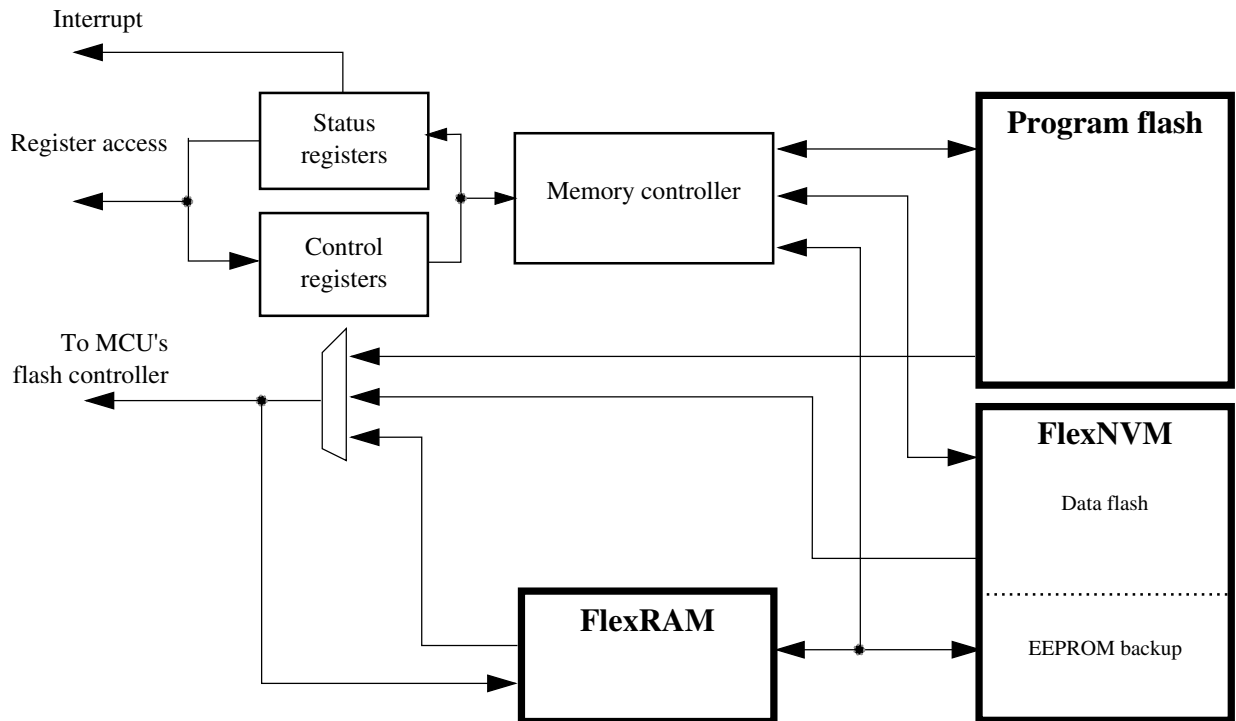 Interrupt
Status
registers
Register access
Control
registers
Memory controller
Program flash
To MCU's
flash controller
FlexNVM
Data flash
FlexRAM
EEPROM backup